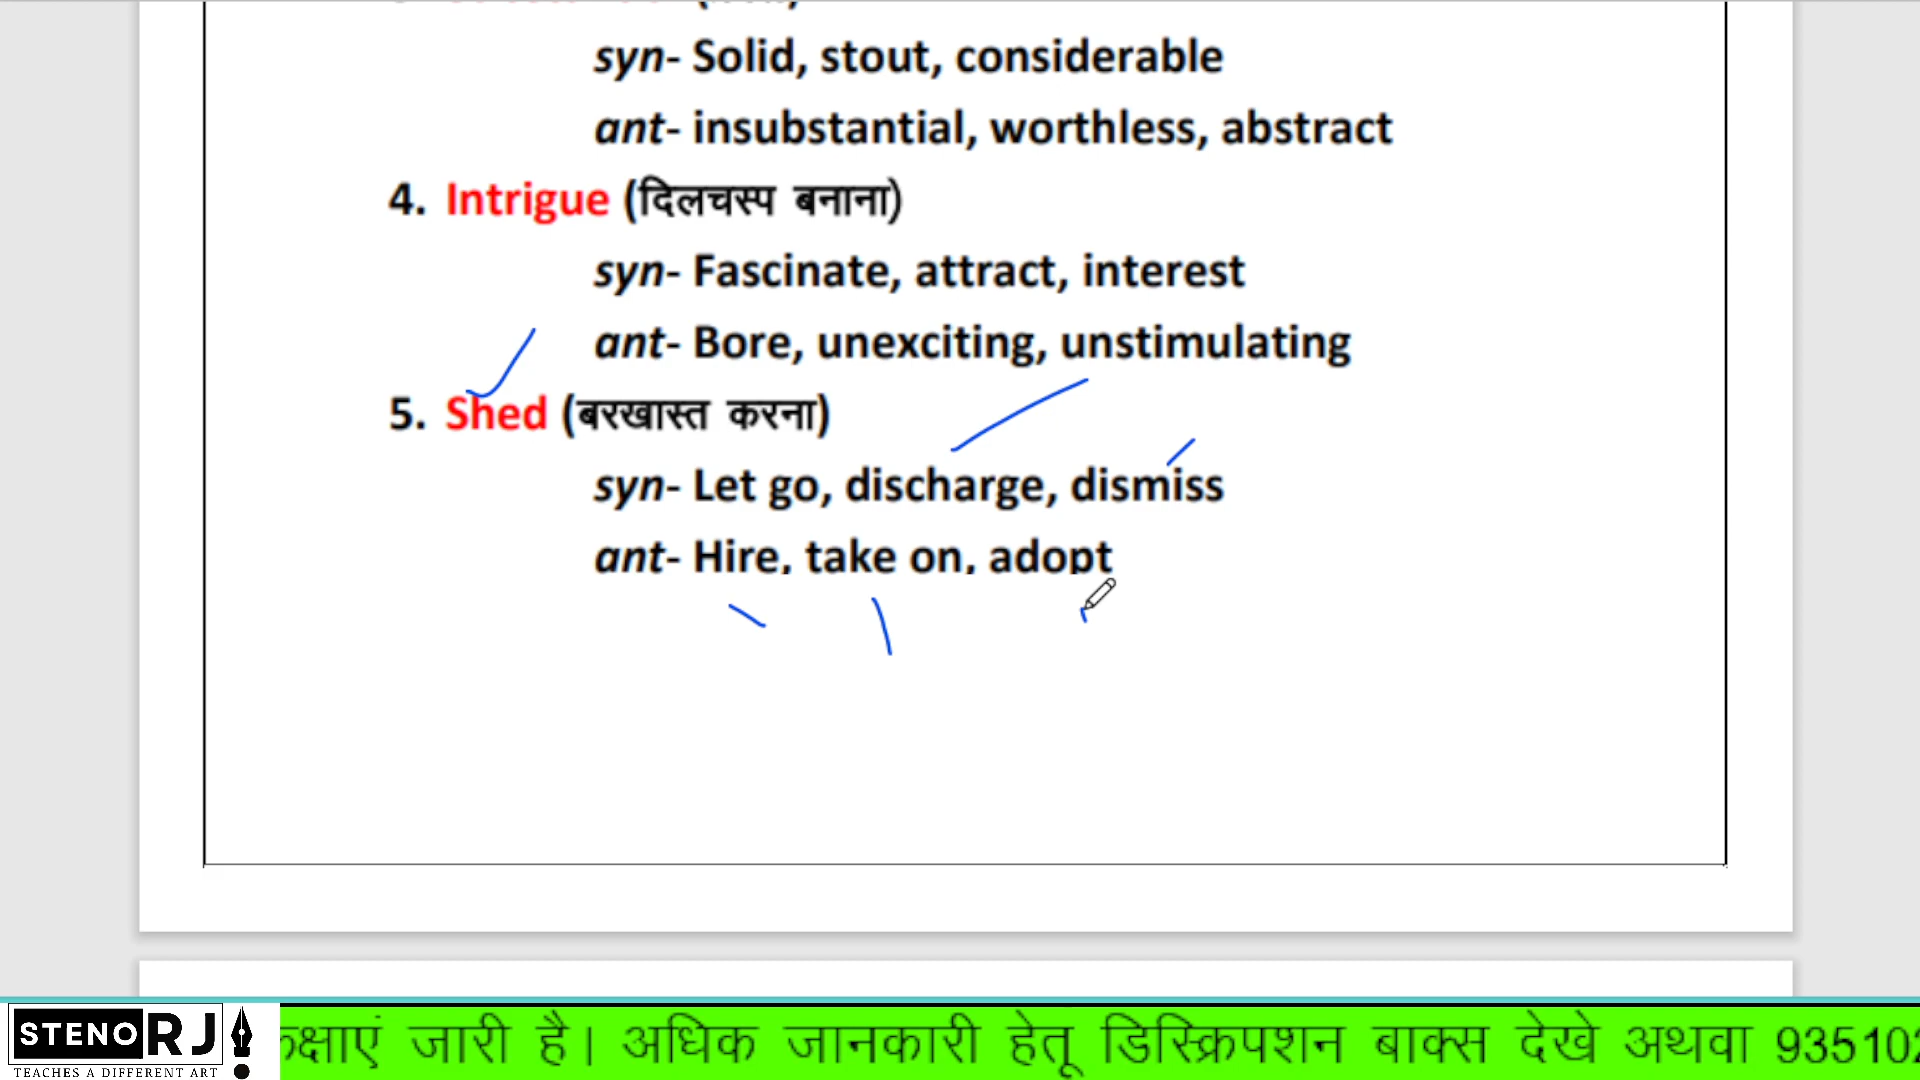 syn- Solid, stout, considerable
ant- insubstantial, worthless, abstract
4. Intrigue (दिलचस्प बनाना)
syn- Fascinate, attract, interest
ant- Bore, unexciting, unstimulating
5. Shed (बरखास्त करना)
syn- Let go, discharge, dismiss
ant- Hire, take on, adopt
STENO RJ
TEACHES A DIFFERENT ART
जारी है। अधिक जानकारी हेतू डिस्क्रिपशन बाक्स देखे अथवा 935102